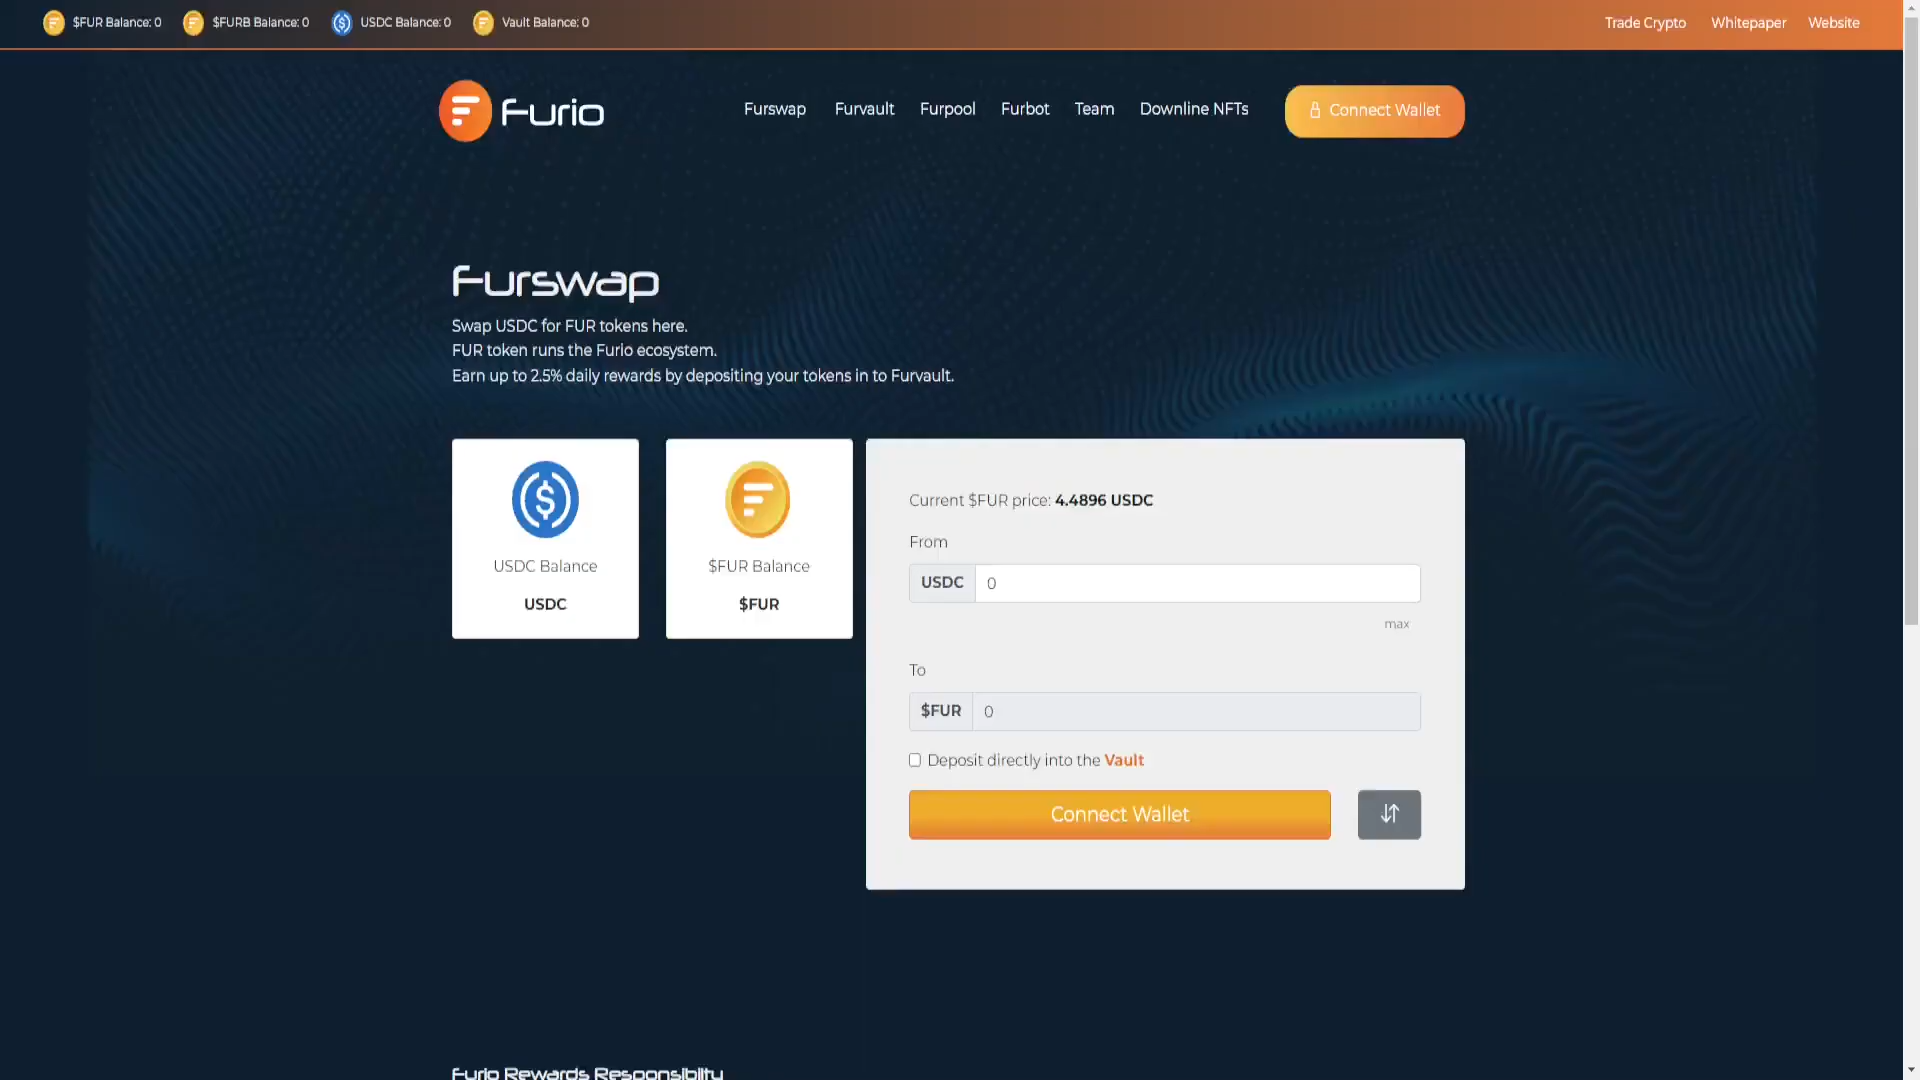 $FUR Balance: 0 $FURB Balance: 0 USDC Balance: 0 Vault Balance: 0 Trade Crypto Whitepaper Website
Furio Furswap Furvault Furpool Furbot Team Downline NFTs Connect Wallet
Furswap
Swap USDC for FUR tokens here.
FUR token runs the Furio ecosystem.
Earn up to 2.5% daily rewards by depositing your tokens in to Furvault.
USDC Balance
USDC
$FUR Balance
$FUR
Current $FUR price: 4.4896 USDC
From
USDC 0
max
To
$FUR 0
Deposit directly into the Vault
Connect Wallet
Furio Rewards Responsiblity